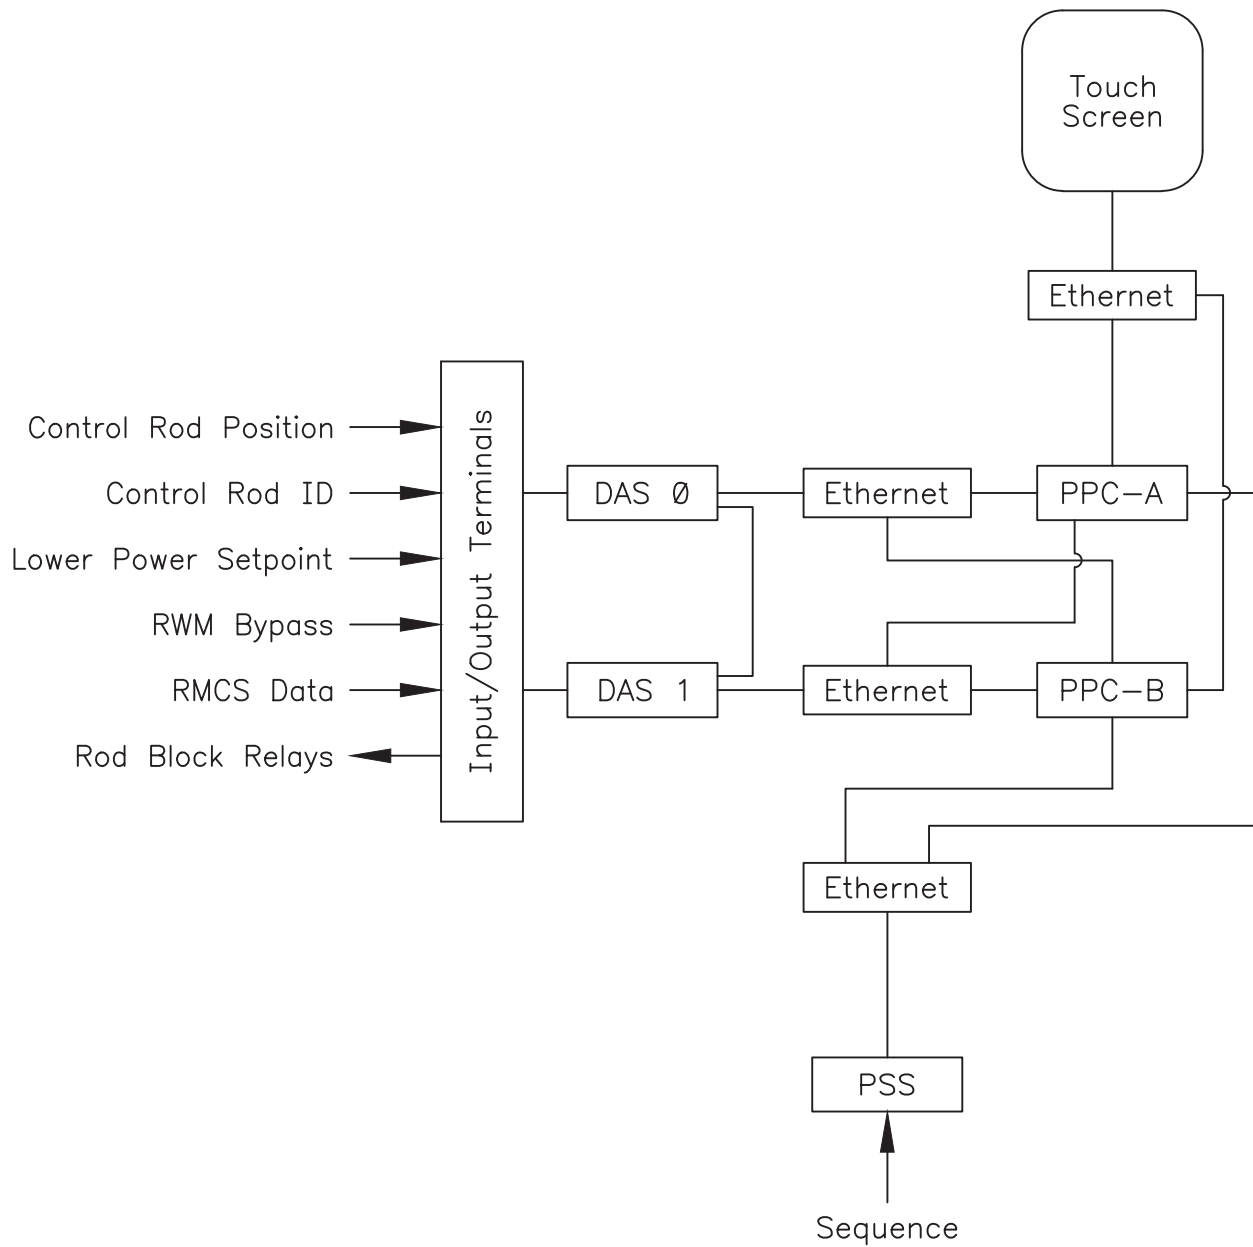 Touch
Screen
Ethernet
Control Rod Position
Control Rod ID
Lower Power Setpoint
RWM Bypass
RMCS Data
Rod Block Relays
Input/Output Terminals
DAS 0
Ethernet
PPC-A
DAS 1
Ethernet
PPC-B
Ethernet
PSS
Sequence